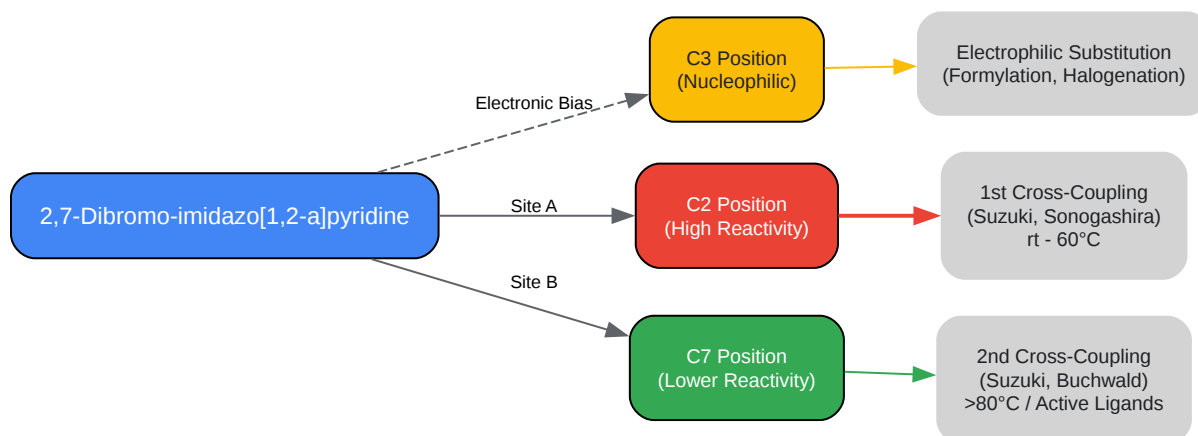 C3 Position
(Nucleophilic)
Electrophilic Substitution
(Formylation, Halogenation)
Electronic Bias
2,7-Dibromo-imidazo[1,2-a]pyridine
Site A
C2 Position
(High Reactivity)
1st Cross-Coupling
(Suzuki, Sonogashira)
rt - 60°C
Site B
C7 Position
(Lower Reactivity)
2nd Cross-Coupling
(Suzuki, Buchwald)
>80°C / Active Ligands